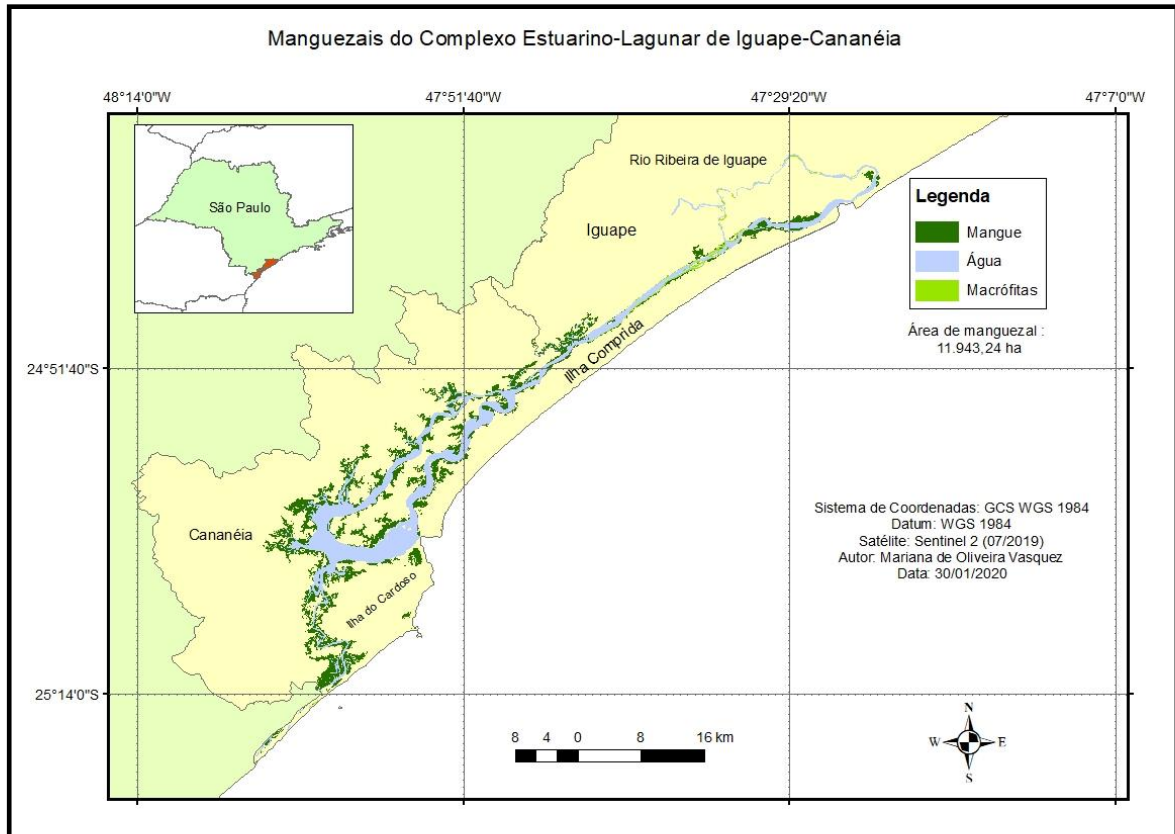 Manguezais do Complexo Estuarino-Lagunar de Iguape-Cananéia
48°14'0"W
47°51'40"W
47°29'20"W
47°7'0"W
São Paulo
Rio Ribeira de Iguape
Iguape
Legenda
Mangue
Água
Macrófitas
Área de manguezal :
11.943,24 ha
Ilha Comprida
24°51'40"S
Cananéia
Ilha do Cardoso
Sistema de Coordenadas: GCS WGS 1984
Datum: WGS 1984
Satélite: Sentinel 2 (07/2019)
Autor: Mariana de Oliveira Vasquez
Data: 30/01/2020
25°14'0"S
8 4 0 8 16 km
N
W E
S